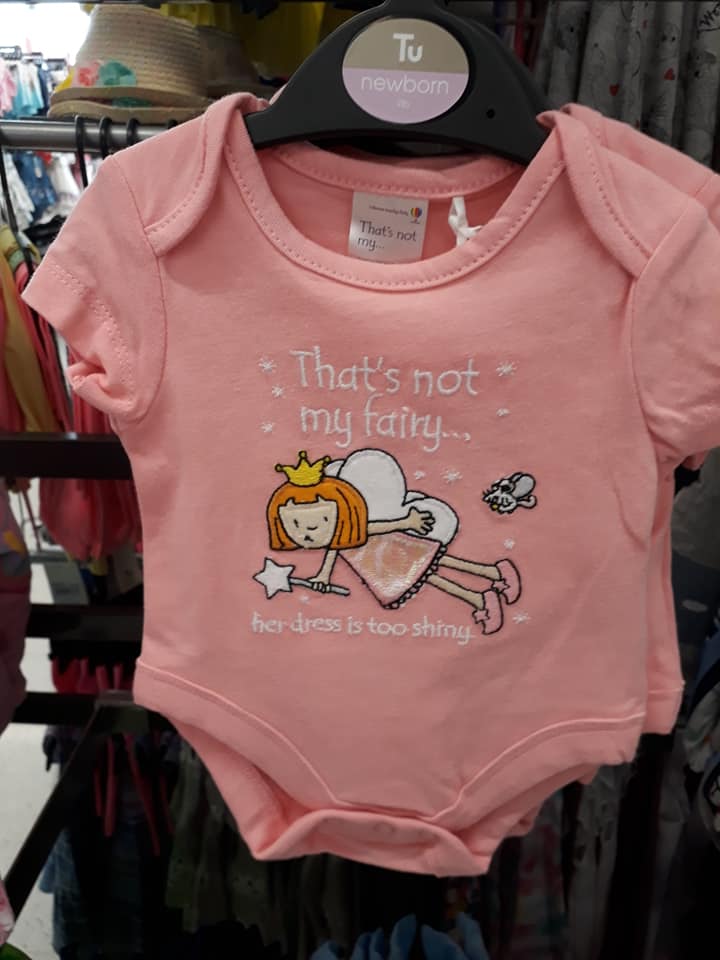 Tu
newborn
That's not
my...
That's not
my fairy...
her dress is too shiny.